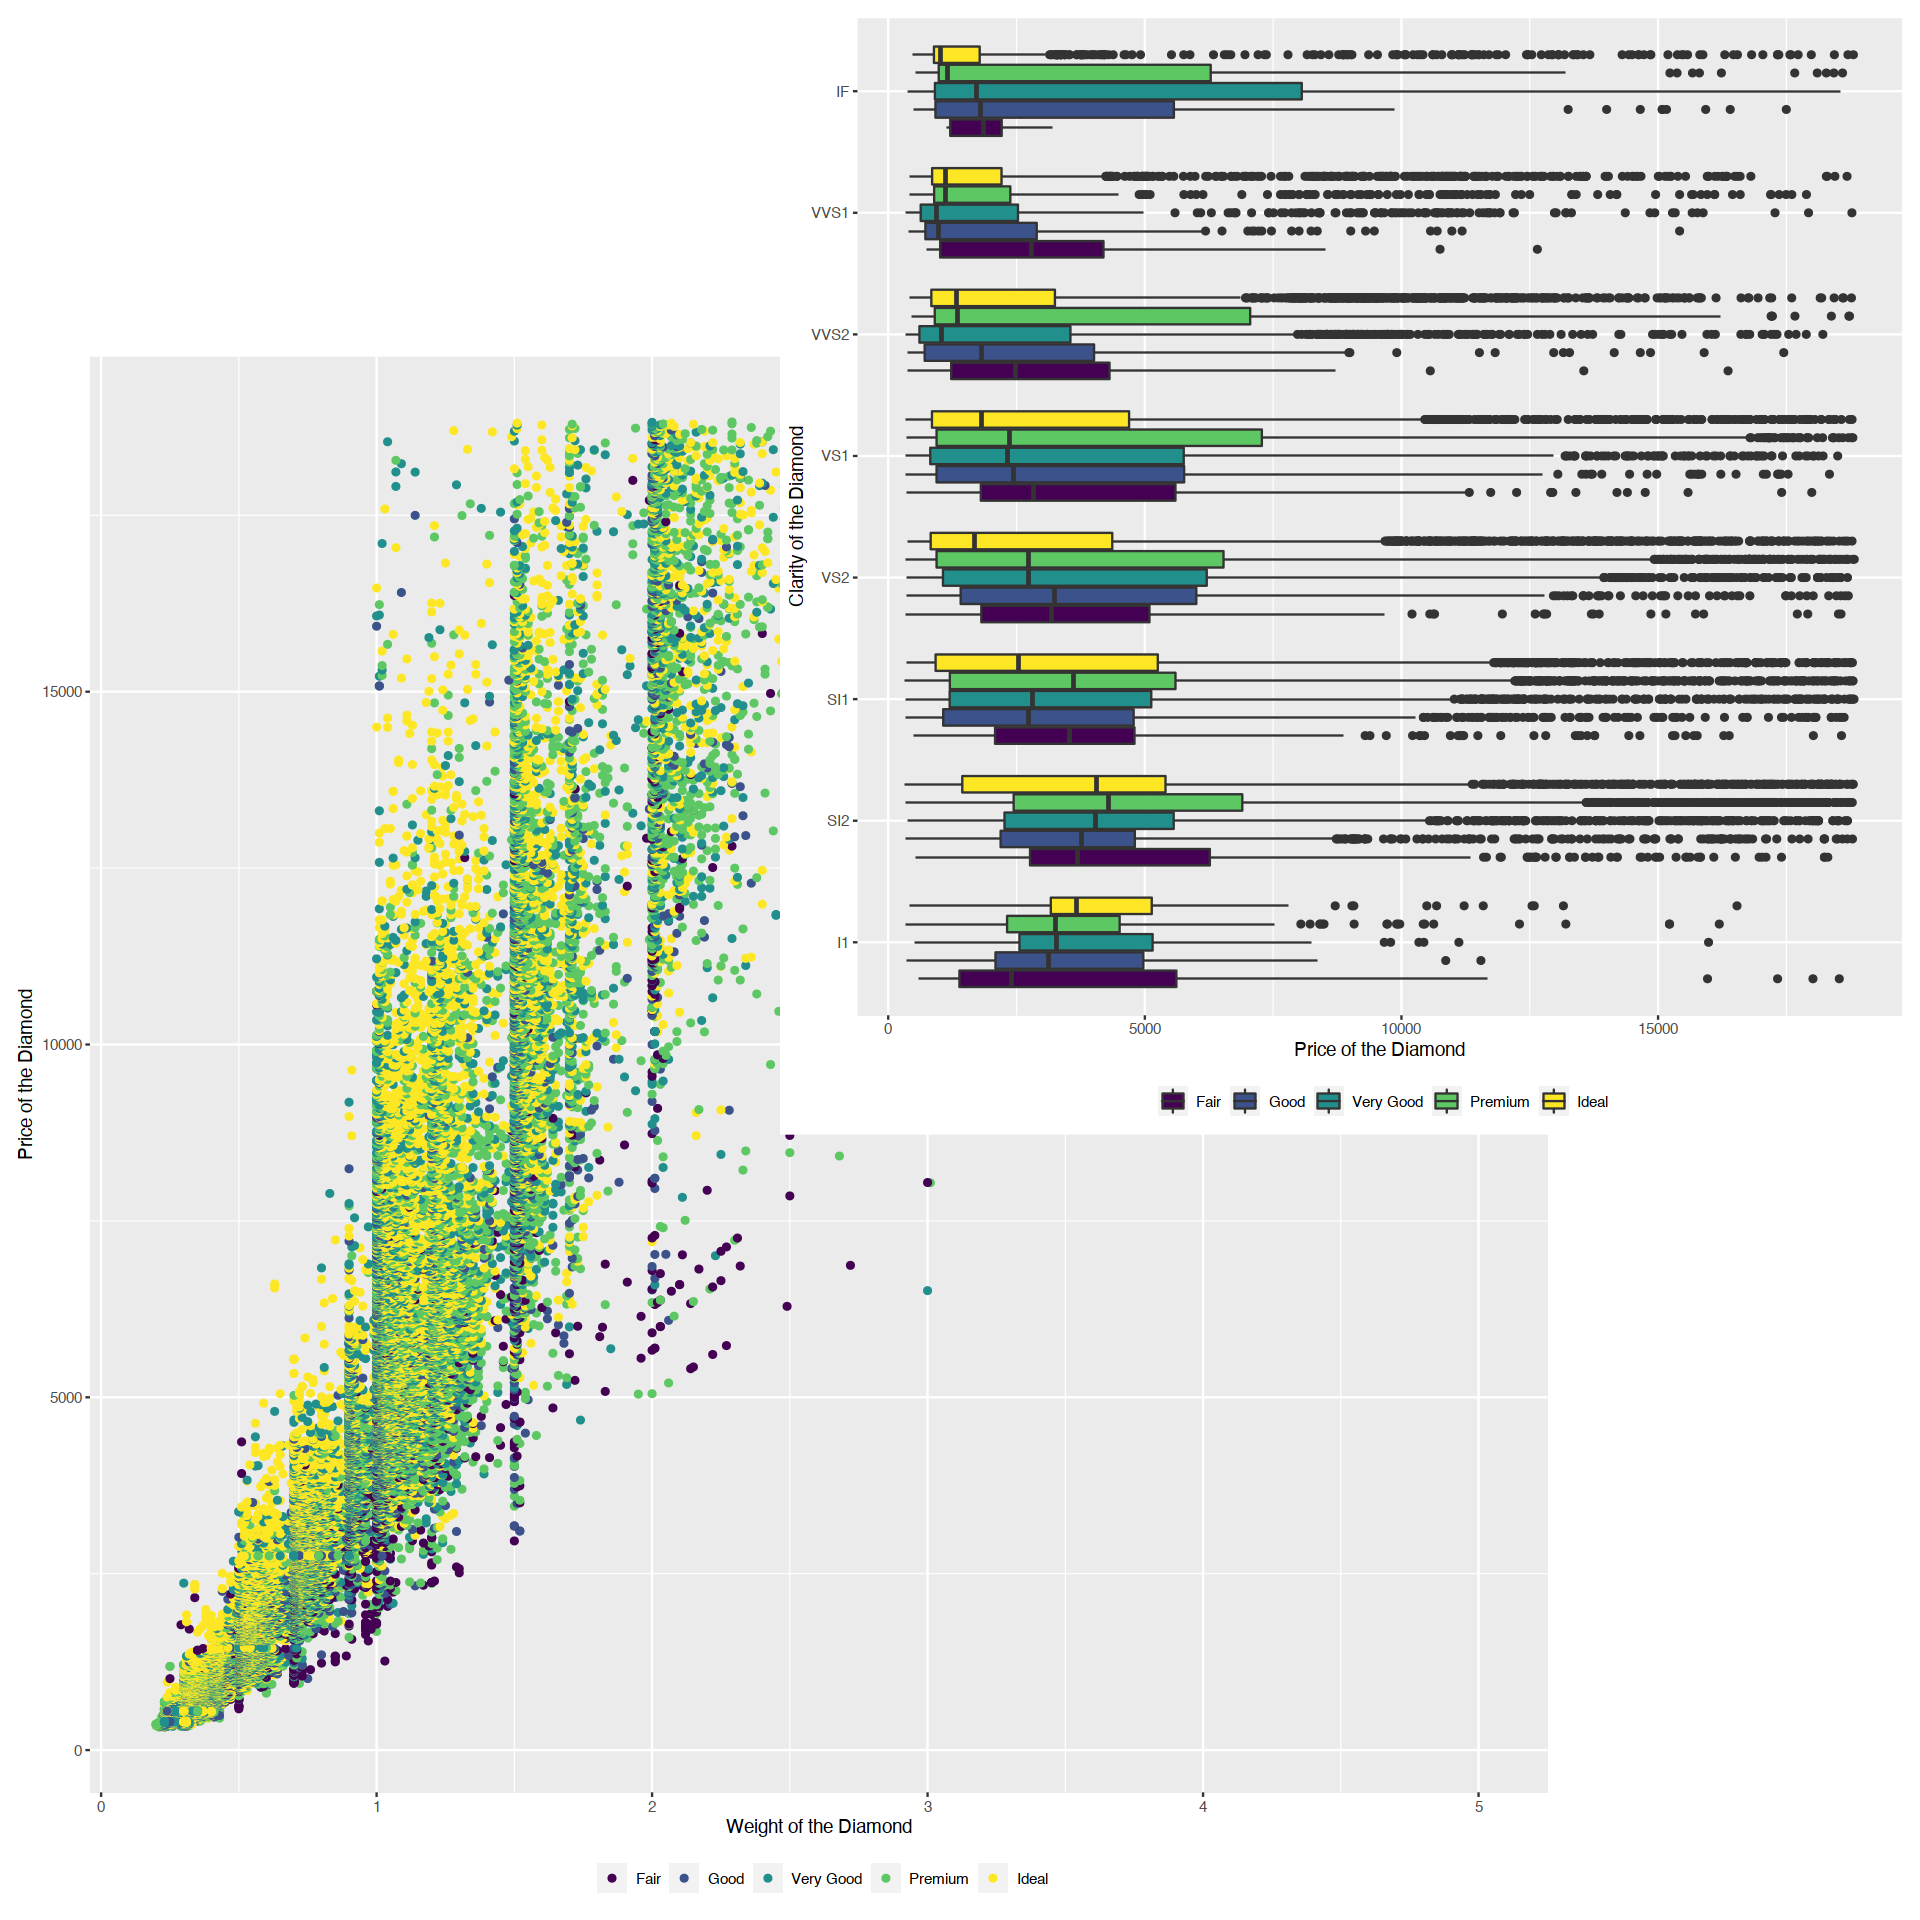 IF
VVS1
VVS2
VS1
VS2
SI1
SI2
I1
Clarity of the Diamond
0 5000 10000 15000
Price of the Diamond
Fair Good Very Good Premium Ideal
15000
10000
5000
0
Price of the Diamond
0 1 2 3 4 5
Weight of the Diamond
Fair Good Very Good Premium Ideal